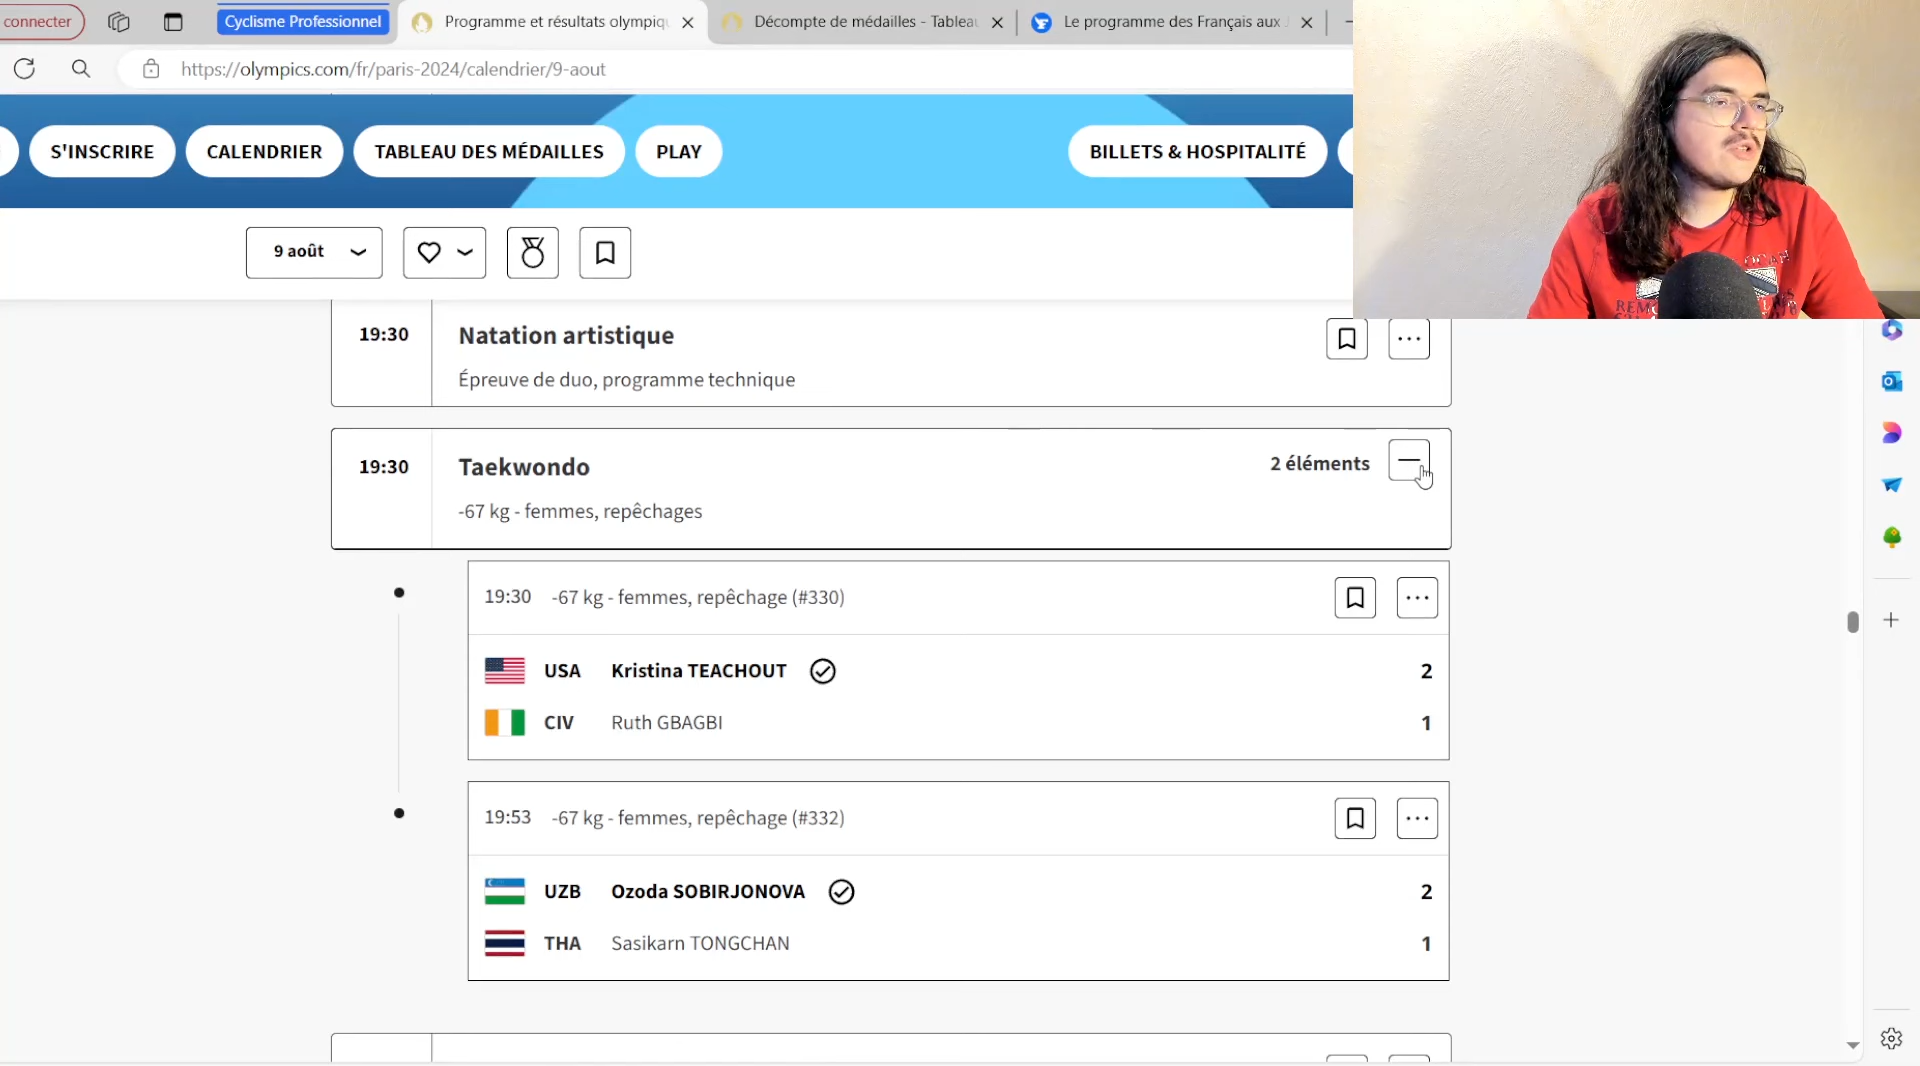 connecter
Cyclisme Professionnel
Programme et résultats olympiq
Décompte de médailles - Tableau
Le programme des Français aux J
https://olympics.com/fr/paris-2024/calendrier/9-aout
S'INSCRIRE
CALENDRIER
TABLEAU DES MÉDAILLES
PLAY
BILLETS & HOSPITALITÉ
9 août
19:30
Natation artistique
Épreuve de duo, programme technique
19:30
Taekwondo
2 éléments
-67 kg - femmes, repêchages
19:30 -67 kg - femmes, repêchage (#330)
USA Kristina TEACHOUT 2
CIV Ruth GBAGBI 1
19:53 -67 kg - femmes, repêchage (#332)
UZB Ozoda SOBIRJONOVA 2
THA Sasikarn TONGCHAN 1